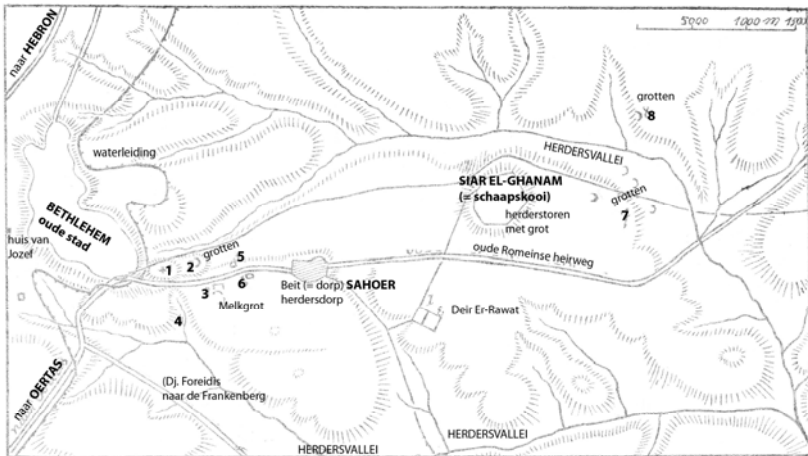 naar HEBRON
5000 1000 m 1500
grotten
8
waterleiding
HERDERSVALLEI
SIAR EL-GHANAM
(= schaapskooi)
herderstoren
met grot
grotten
7
BETHLEHEM
oude stad
huis van
Jozef
1
2
grotten
5
oude Romeinse heirweg
3
Melkgrot
6
Beit (= dorp) SAHOER
herdersdorp
4
Deir Er-Rawat
(Dj. Foreidis
naar de Frankenberg
naar OERTAS
HERDERSVALLEI
HERDERSVALLEI